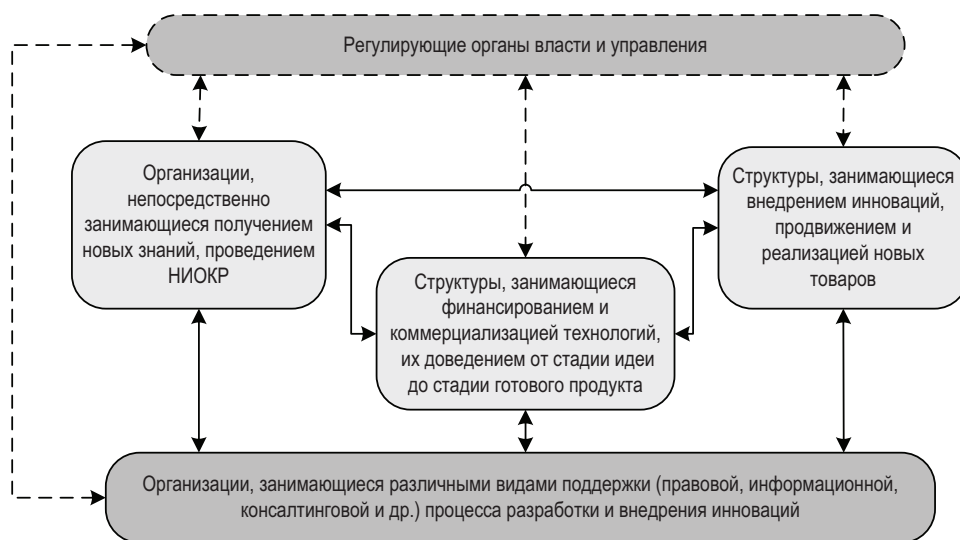 Регулирующие органы власти и управления
Организации,
непосредственно
занимающиеся получением
новых знаний, проведением
НИОКР
Структуры, занимающиеся
финансированием и
коммерциализацией технологий,
их доведением от стадии идеи
до стадии готового продукта
Структуры, занимающиеся
внедрением инноваций,
продвижением и
реализацией новых
товаров
Организации, занимающиеся различными видами поддержки (правовой, информационной,
консалтинговой и др.) процесса разработки и внедрения инноваций